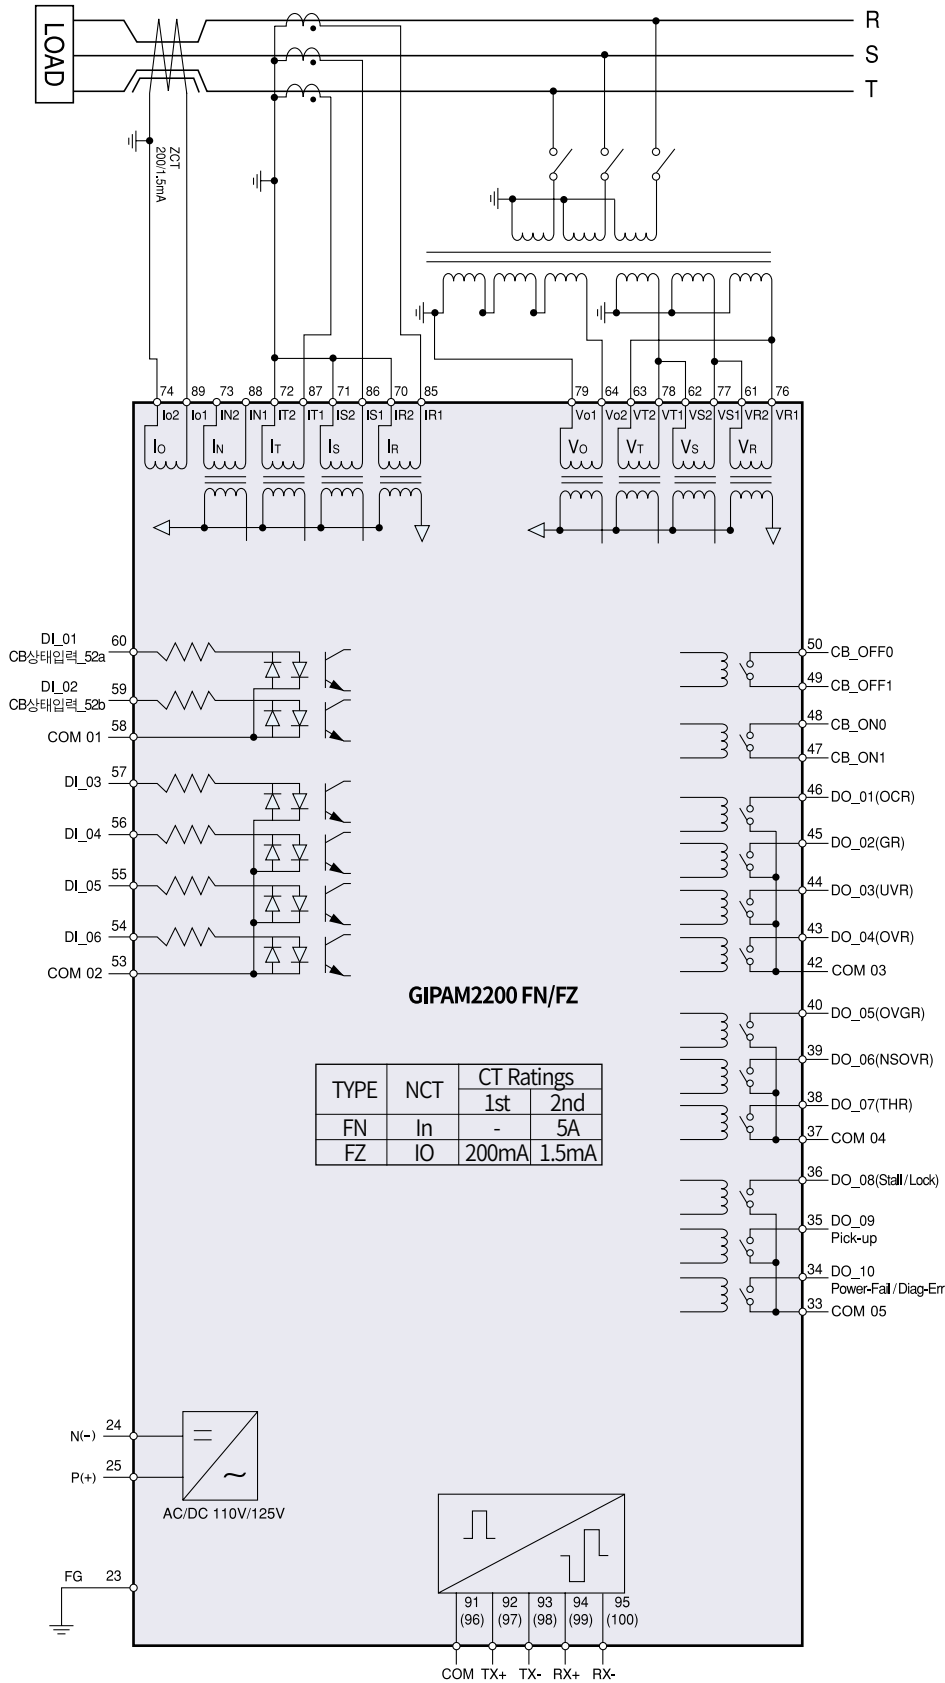 LOAD
R
S
T
ZCT
200/1.5mA
74 89 73 88 72 87 71 86 70 85
79 64 63 78 62 77 61 76
Io2 Io1 IN2 IN1 IT2 IT1 IS2 IS1 IR2 IR1
Vo1 Vo2 VT2 VT1 VS2 VS1 VR2 VR1
IO IN IT IS IR
VO VT VS VR
DI_01
CB상태입력_52a
60
DI_02
CB상태입력_52b
59
COM 01
58
DI_03
57
DI_04
56
DI_05
55
DI_06
54
COM 02
53
50 CB_OFF0
49 CB_OFF1
48 CB_ON0
47 CB_ON1
46 DO_01(OCR)
45 DO_02(GR)
44 DO_03(UVR)
43 DO_04(OVR)
42 COM 03
40 DO_05(OVGR)
39 DO_06(NSOVR)
38 DO_07(THR)
37 COM 04
36 DO_08(Stall/Lock)
35 DO_09
Pick-up
34 DO_10
Power-Fail/Diag-Err
33 COM 05
GIPAM2200 FN/FZ
TYPE NCT CT Ratings
1st 2nd
FN In - 5A
FZ IO 200mA 1.5mA
N(-) 24
P(+) 25
AC/DC 110V/125V
FG 23
91 92 93 94 95
(96) (97) (98) (99) (100)
COM TX+ TX- RX+ RX-